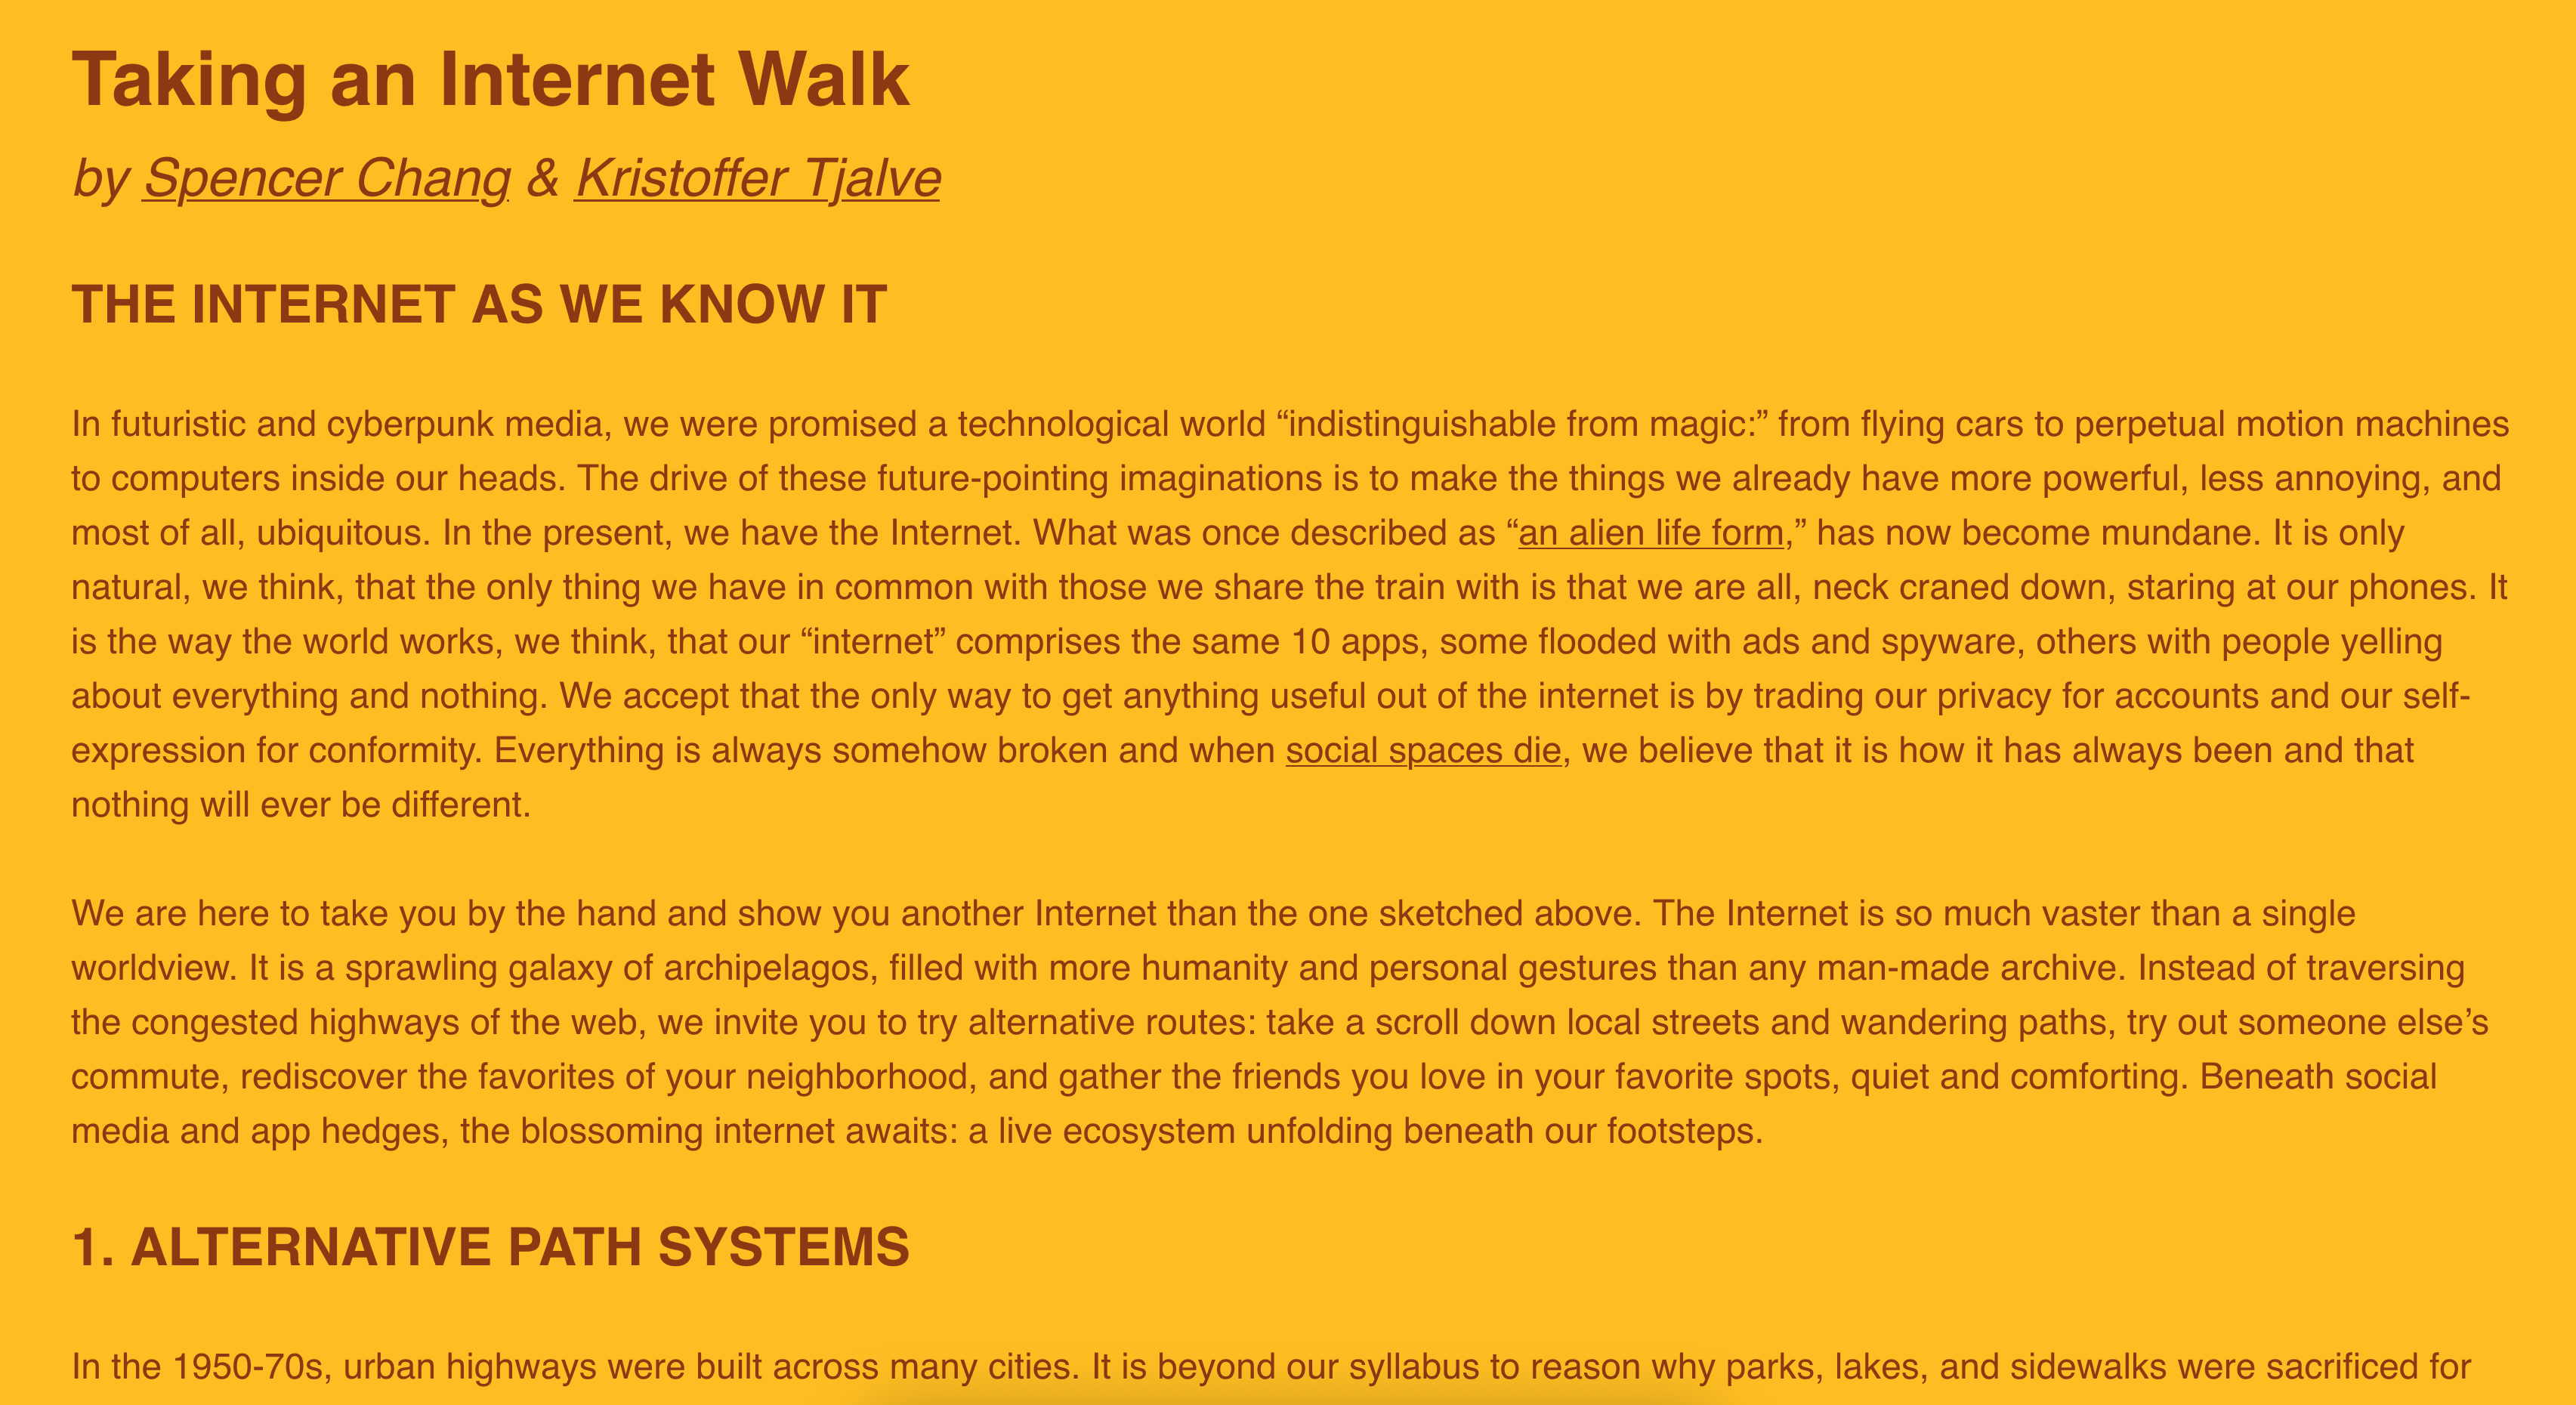 Taking an Internet Walk
by Spencer Chang & Kristoffer Tjalve
THE INTERNET AS WE KNOW IT
In futuristic and cyberpunk media, we were promised a technological world “indistinguishable from magic:” from flying cars to perpetual motion machines
to computers inside our heads. The drive of these future-pointing imaginations is to make the things we already have more powerful, less annoying, and
most of all, ubiquitous. In the present, we have the Internet. What was once described as “an alien life form,” has now become mundane. It is only
natural, we think, that the only thing we have in common with those we share the train with is that we are all, neck craned down, staring at our phones. It
is the way the world works, we think, that our “internet” comprises the same 10 apps, some flooded with ads and spyware, others with people yelling
about everything and nothing. We accept that the only way to get anything useful out of the internet is by trading our privacy for accounts and our self-
expression for conformity. Everything is always somehow broken and when social spaces die, we believe that it is how it has always been and that
nothing will ever be different.
We are here to take you by the hand and show you another Internet than the one sketched above. The Internet is so much vaster than a single
worldview. It is a sprawling galaxy of archipelagos, filled with more humanity and personal gestures than any man-made archive. Instead of traversing
the congested highways of the web, we invite you to try alternative routes: take a scroll down local streets and wandering paths, try out someone else’s
commute, rediscover the favorites of your neighborhood, and gather the friends you love in your favorite spots, quiet and comforting. Beneath social
media and app hedges, the blossoming internet awaits: a live ecosystem unfolding beneath our footsteps.
1. ALTERNATIVE PATH SYSTEMS
In the 1950-70s, urban highways were built across many cities. It is beyond our syllabus to reason why parks, lakes, and sidewalks were sacrificed for